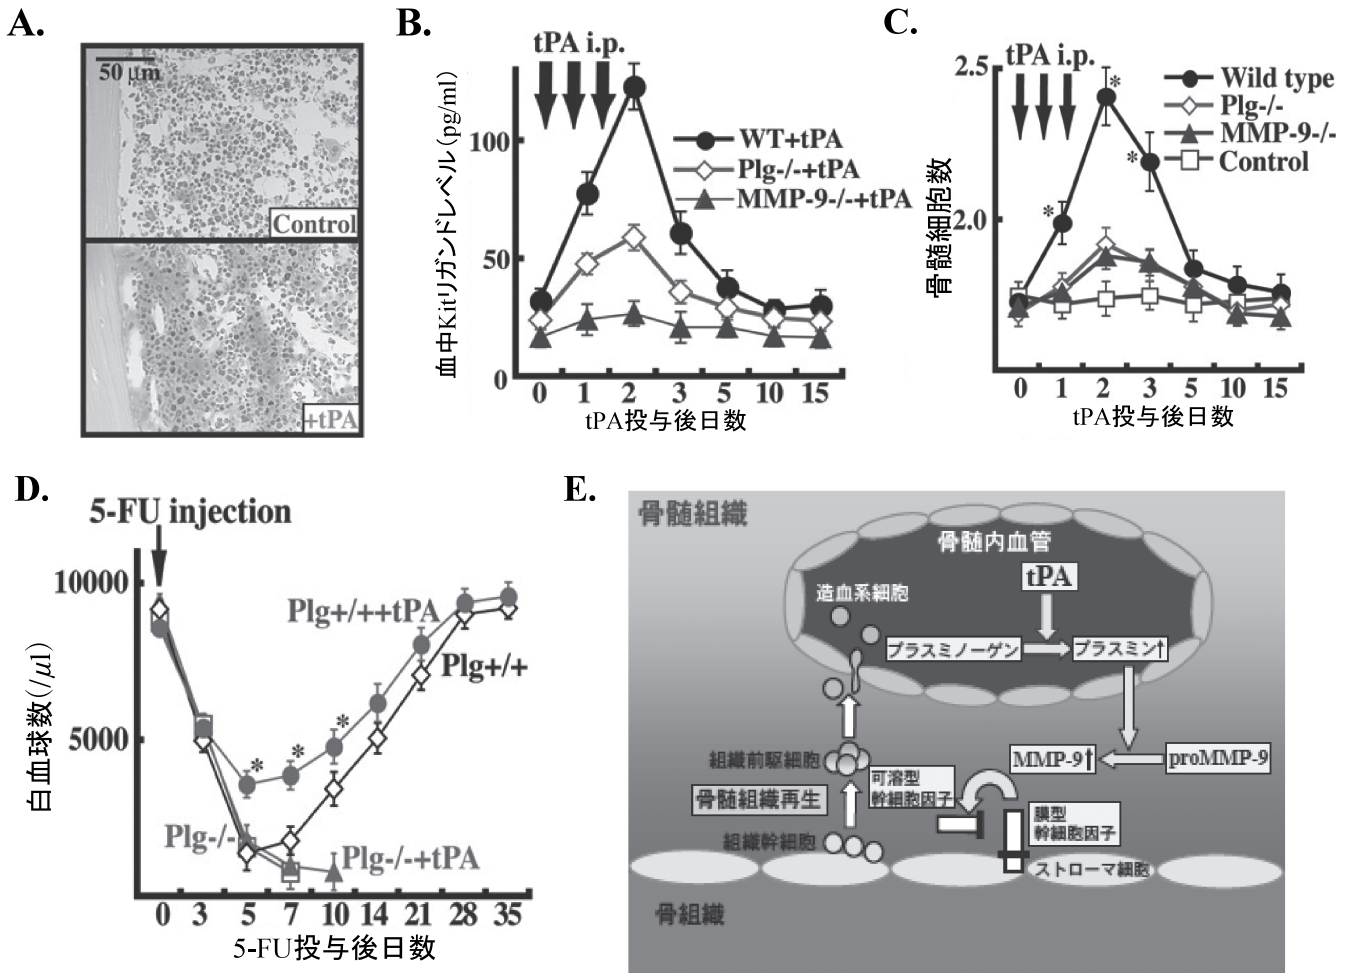 A.
50 μm
Control
+tPA
B.
tPA i.p.
血中Kitリガンドレベル(pg/ml)
100
50
0
WT+tPA
Plg-/-+tPA
MMP-9-/-+tPA
0 1 2 3 5 10 15
tPA投与後日数
C.
tPA i.p.
骨髄細胞数
2.5
2.0
Wild type
Plg-/-
MMP-9-/-
Control
*
*
*
0 1 2 3 5 10 15
tPA投与後日数
D.
5-FU injection
白血球数(/μl)
10000
5000
Plg+/++tPA
Plg+/+
Plg-/-
Plg-/-+tPA
* * *
0 3 5 7 10 14 21 28 35
5-FU投与後日数
E.
骨髄組織
骨髄内血管
tPA
造血系細胞
プラスミノーゲン
プラスミン↑
MMP-9↑
proMMP-9
組織前駆細胞
可溶型
幹細胞因子
骨髄組織再生
膜型
幹細胞因子
組織幹細胞
ストローマ細胞
骨組織